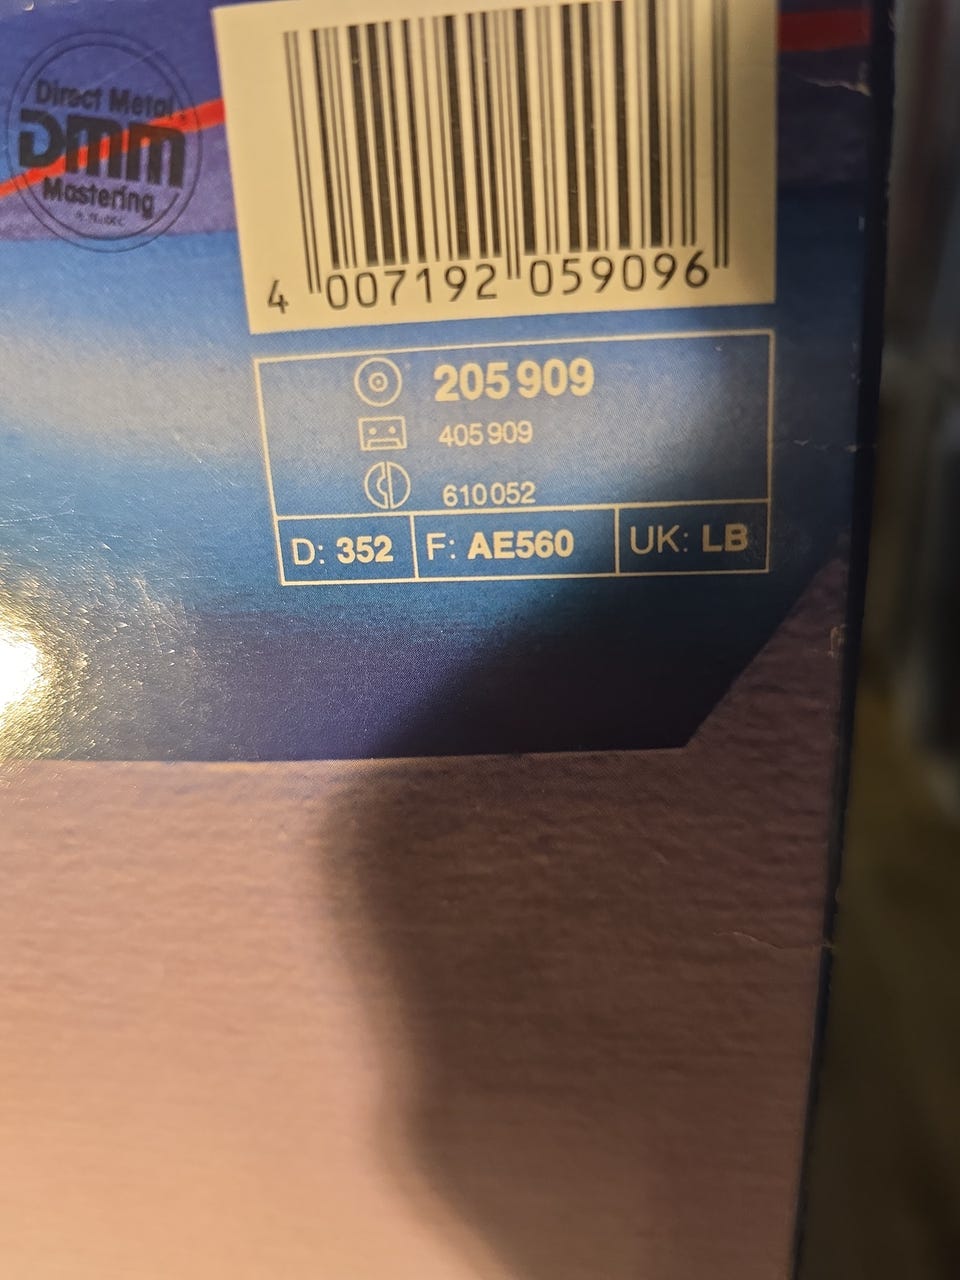 Direct Metal
DMM
Mastering
4 007192 059096
205 909
405 909
610 052
D: 352 F: AE560 UK: LB